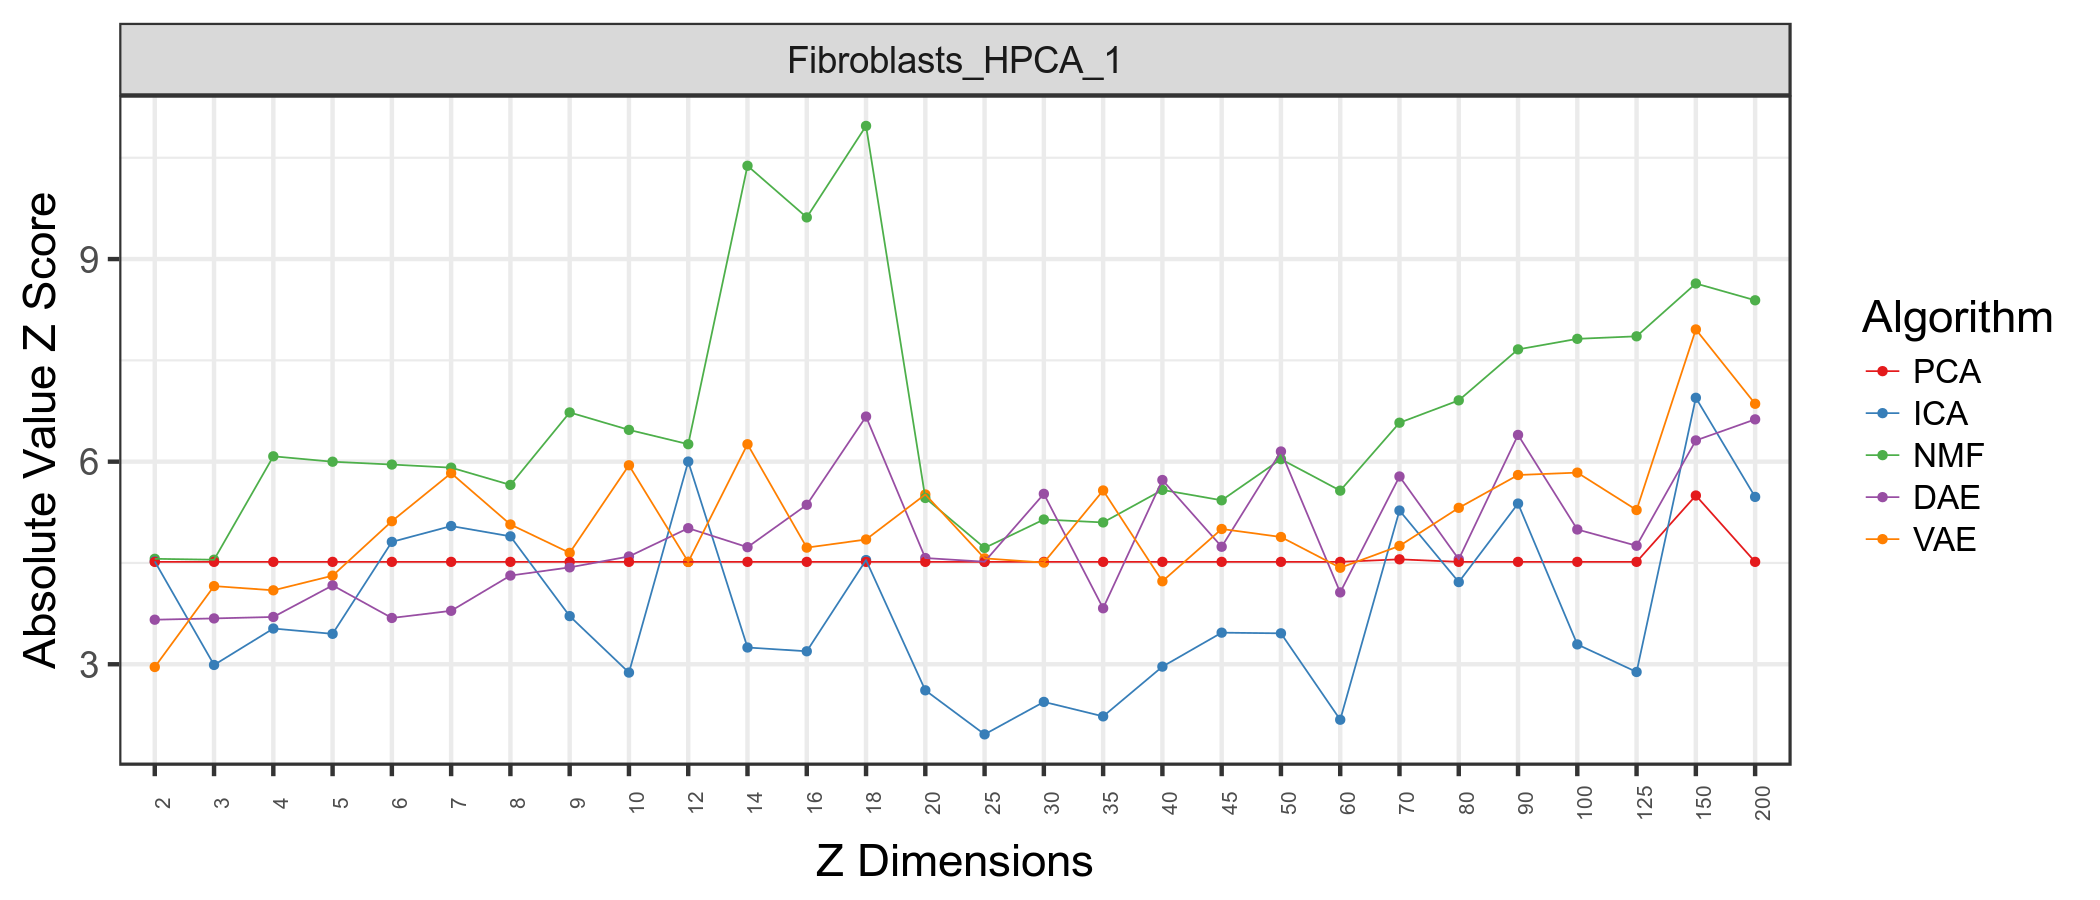 Fibroblasts_HPCA_1
Absolute Value Z Score
9
6
3
2 3 4 5 6 7 8 9 10 12 14 16 18 20 25 30 35 40 45 50 60 70 80 90 100 125 150 200
Z Dimensions
Algorithm
PCA
ICA
NMF
DAE
VAE